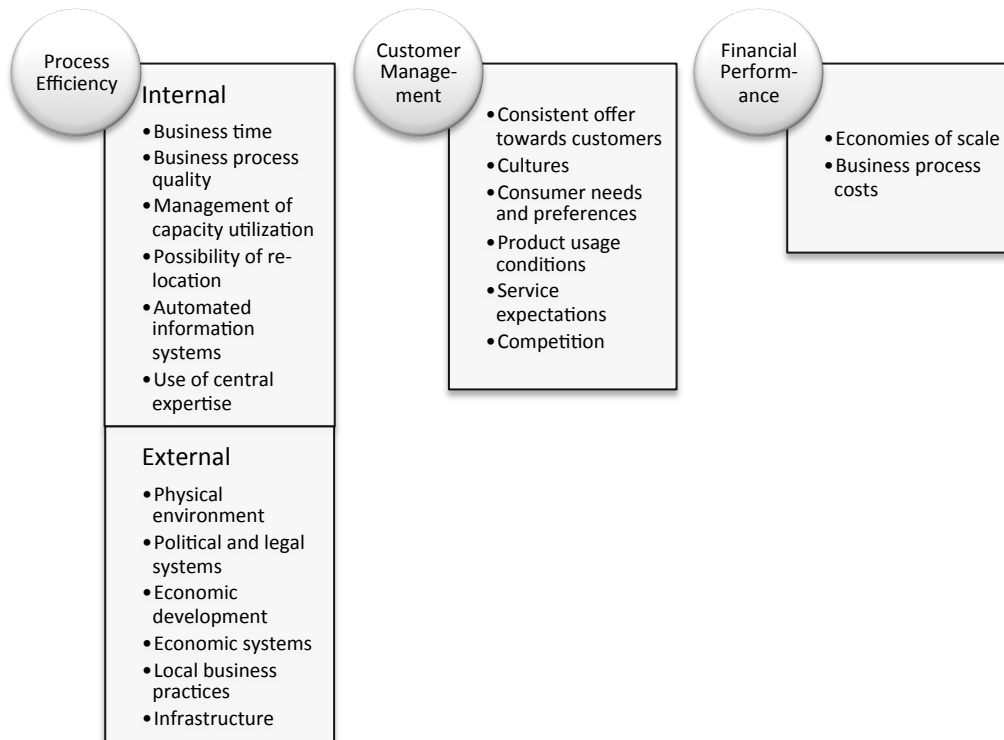 Process
Efficiency
Internal
•Business time
•Business process
quality
•Management of
capacity utilization
•Possibility of re-
location
•Automated
information
systems
•Use of central
expertise
External
•Physical
environment
•Political and legal
systems
•Economic
development
•Economic systems
•Local business
practices
•Infrastructure
Customer
Manage-
ment
•Consistent offer
towards customers
•Cultures
•Consumer needs
and preferences
•Product usage
conditions
•Service
expectations
•Competition
Financial
Perform-
ance
•Economies of scale
•Business process
costs